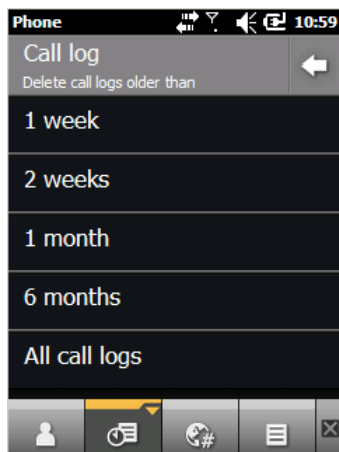 Phone 10:59
Call log
Delete call logs older than
1 week
2 weeks
1 month
6 months
All call logs
#